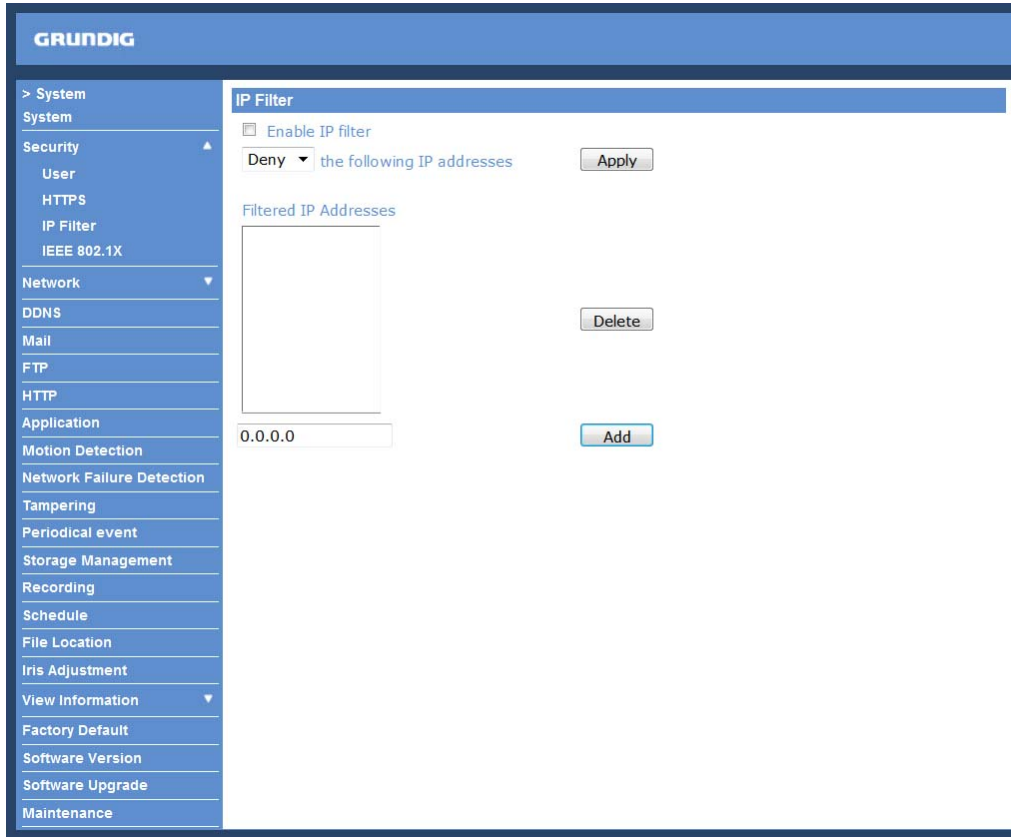 GRUNDIG
> System
System
Security
User
HTTPS
IP Filter
IEEE 802.1X
Network
DDNS
Mail
FTP
HTTP
Application
Motion Detection
Network Failure Detection
Tampering
Periodical event
Storage Management
Recording
Schedule
File Location
Iris Adjustment
View Information
Factory Default
Software Version
Software Upgrade
Maintenance
IP Filter
Enable IP filter
Deny the following IP addresses Apply
Filtered IP Addresses
Delete
0.0.0.0 Add